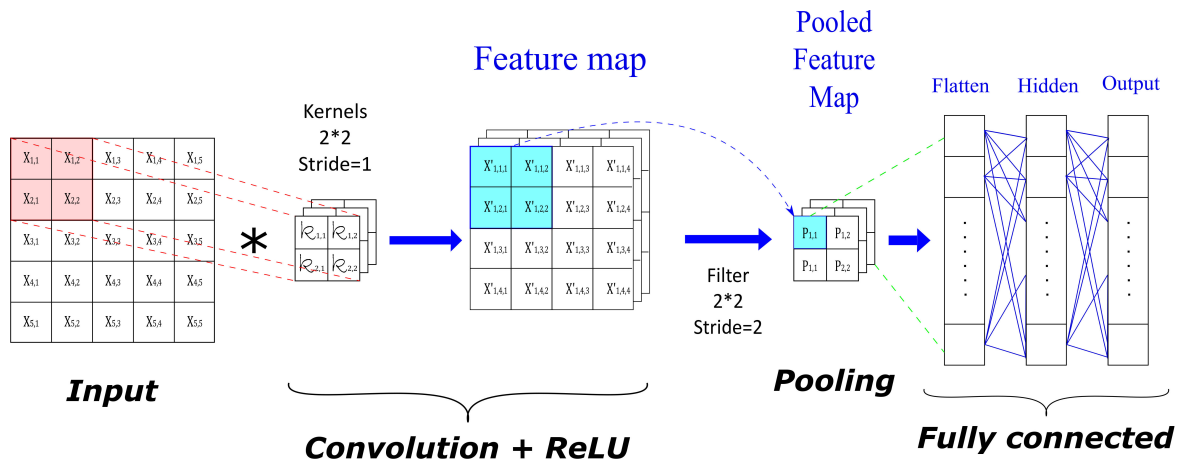 Feature map
Pooled
Feature
Map
Flatten Hidden Output
Kernels
2*2
Stride=1
X1,1 X1,2 X1,3 X1,4 X1,5
X2,1 X2,2 X2,3 X2,4 X2,5
X3,1 X3,2 X3,3 X3,4 X3,5
X4,1 X4,2 X4,3 X4,4 X4,5
X5,1 X5,2 X5,3 X5,4 X5,5
*
R1,1 R1,2
R2,1 R2,2
X'1,1,1 X'1,1,2 X'1,1,3 X'1,1,4
X'1,2,1 X'1,2,2 X'1,2,3 X'1,2,4
X'1,3,1 X'1,3,2 X'1,3,3 X'1,3,4
X'1,4,1 X'1,4,2 X'1,4,3 X'1,4,4
P1,1 P1,2
P1,1 P2,2
Filter
2*2
Stride=2
Input
Convolution + ReLU
Pooling
Fully connected